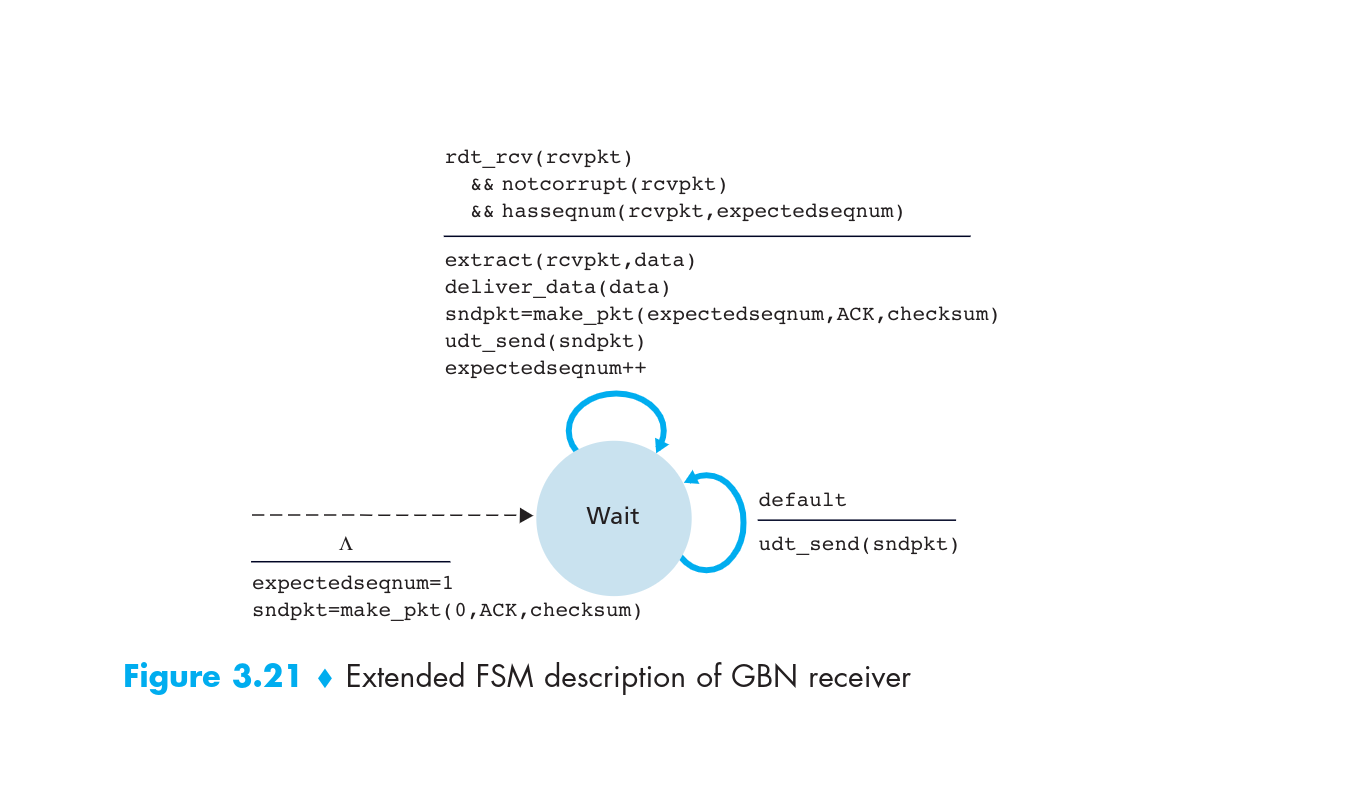 rdt_rcv(rcvpkt)
&& notcorrupt(rcvpkt)
&& hasseqnum(rcvpkt,expectedseqnum)
extract(rcvpkt,data)
deliver_data(data)
sndpkt=make_pkt(expectedseqnum,ACK,checksum)
udt_send(sndpkt)
expectedseqnum++
Wait
default
udt_send(sndpkt)
Λ
expectedseqnum=1
sndpkt=make_pkt(0,ACK,checksum)
Figure 3.21 ♦ Extended FSM description of GBN receiver